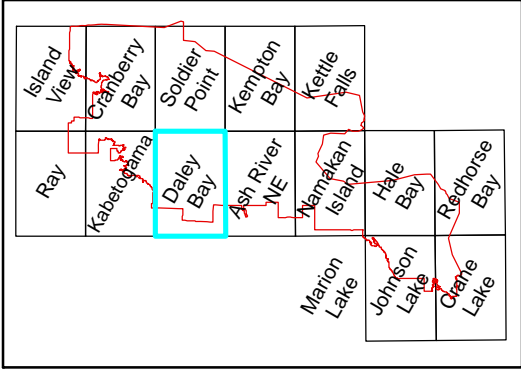 Island
View
Cranberry
Bay
Soldier
Point
Kempton
Bay
Kettle
Falls
Ray
Kabetogama
Daley
Bay
Ash River
NE
Namakan
Island
Hale
Bay
Redhorse
Bay
Marion
Lake
Johnson
Lake
Crane
Lake